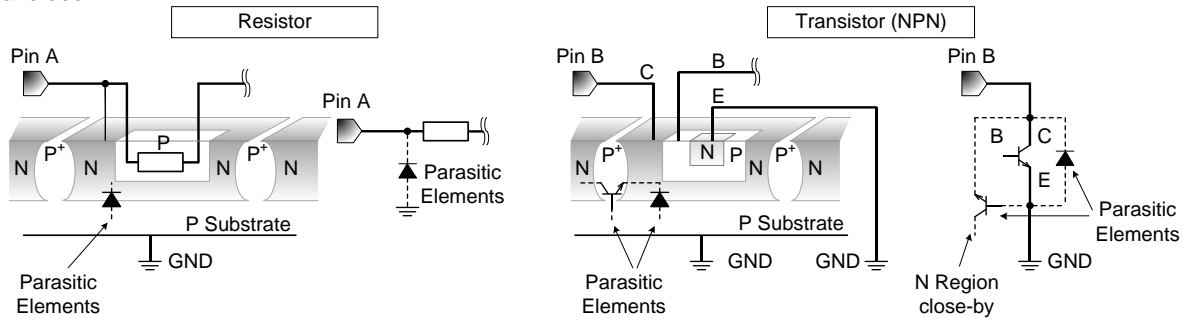 Resistor
Transistor (NPN)
Pin A
Pin A
N
P+
N
P
N
P+
N
Parasitic
Elements
P Substrate
GND
Parasitic
Elements
Pin B
C
B
E
N
P+
N
N
P
N
P+
N
P Substrate
GND
GND
Parasitic
Elements
Pin B
B
C
E
Parasitic
Elements
GND
N Region
close-by